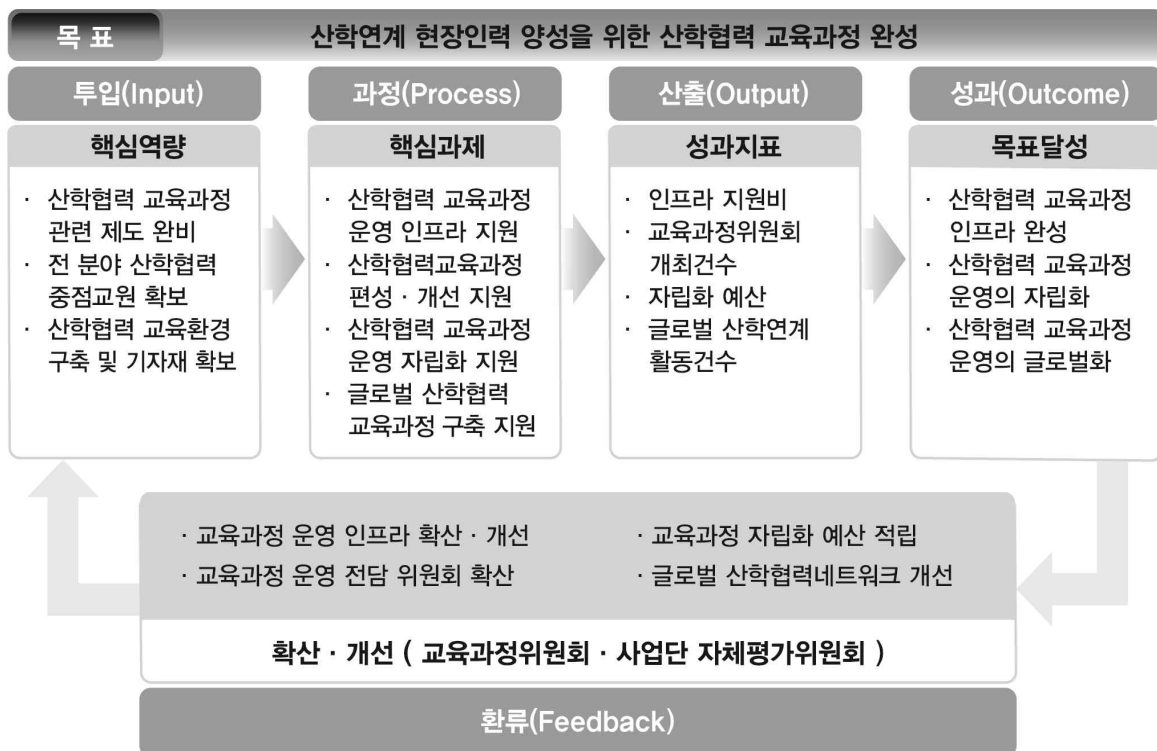 목 표
산학연계 현장인력 양성을 위한 산학협력 교육과정 완성
투입(Input)
핵심역량
· 산학협력 교육과정
관련 제도 완비
· 전 분야 산학협력
중점교원 확보
· 산학협력 교육환경
구축 및 기자재 확보
과정(Process)
핵심과제
· 산학협력 교육과정
운영 인프라 지원
· 산학협력교육과정
편성 · 개선 지원
· 산학협력 교육과정
운영 자립화 지원
· 글로벌 산학협력
교육과정 구축 지원
산출(Output)
성과지표
· 인프라 지원비
· 교육과정위원회
개최건수
· 자립화 예산
· 글로벌 산학연계
활동건수
성과(Outcome)
목표달성
· 산학협력 교육과정
인프라 완성
· 산학협력 교육과정
운영의 자립화
· 산학협력 교육과정
운영의 글로벌화
· 교육과정 운영 인프라 확산 · 개선
· 교육과정 운영 전담 위원회 확산
· 교육과정 자립화 예산 적립
· 글로벌 산학협력네트워크 개선
확산 · 개선 ( 교육과정위원회 · 사업단 자체평가위원회 )
환류(Feedback)